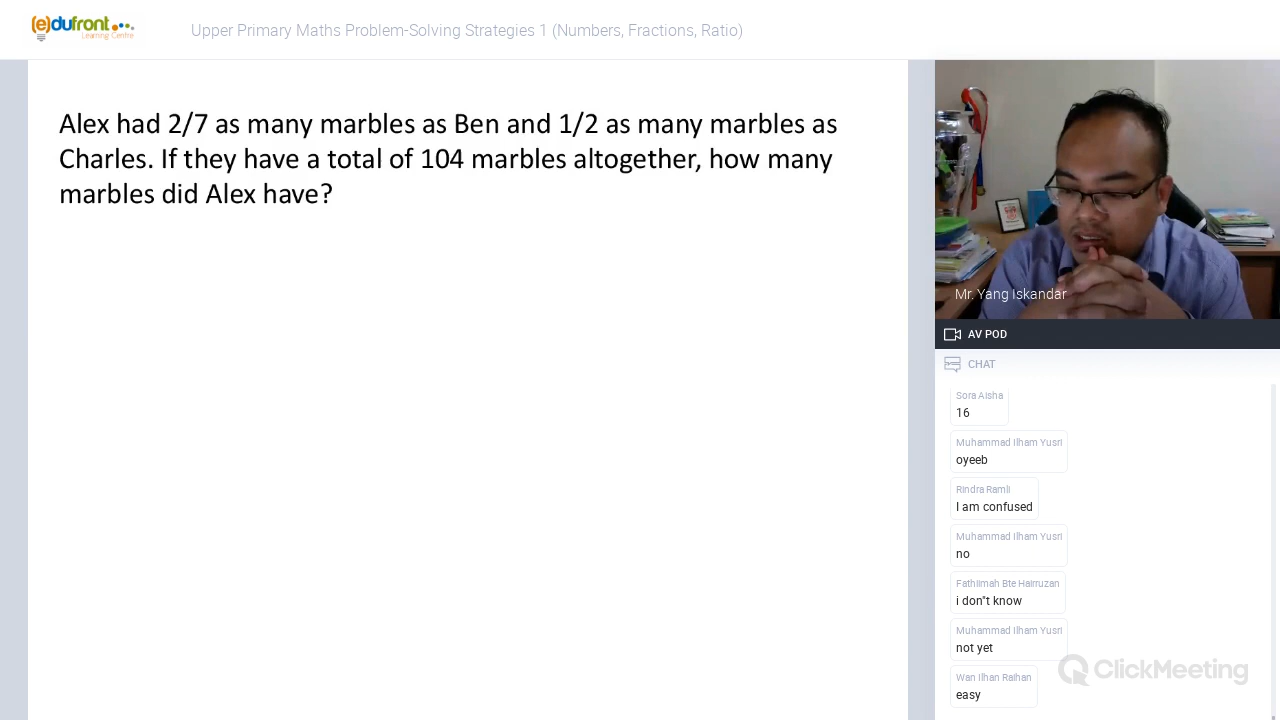 (e)dufront
Learning Centre
Upper Primary Maths Problem-Solving Strategies 1 (Numbers, Fractions, Ratio)
Alex had 2/7 as many marbles as Ben and 1/2 as many marbles as
Charles. If they have a total of 104 marbles altogether, how many
marbles did Alex have?
Mr. Yang Iskandar
AV POD
CHAT
Sora Aisha
16
Muhammad Ilham Yusri
oyeeb
Rindra Ramli
I am confused
Muhammad Ilham Yusri
no
Fathiimah Bte Hairruzan
i don"t know
Muhammad Ilham Yusri
not yet
Wan Ilhan Raihan
easy
ClickMeeting